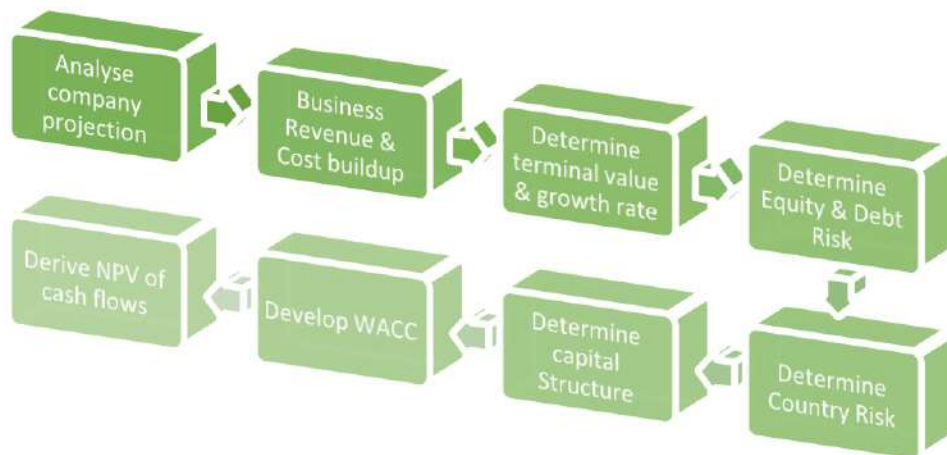 Analyse
company
projection
Business
Revenue &
Cost buildup
Determine
terminal value
& growth rate
Determine
Equity & Debt
Risk
Determine
Country Risk
Determine
capital
Structure
Develop WACC
Derive NPV of
cash flows